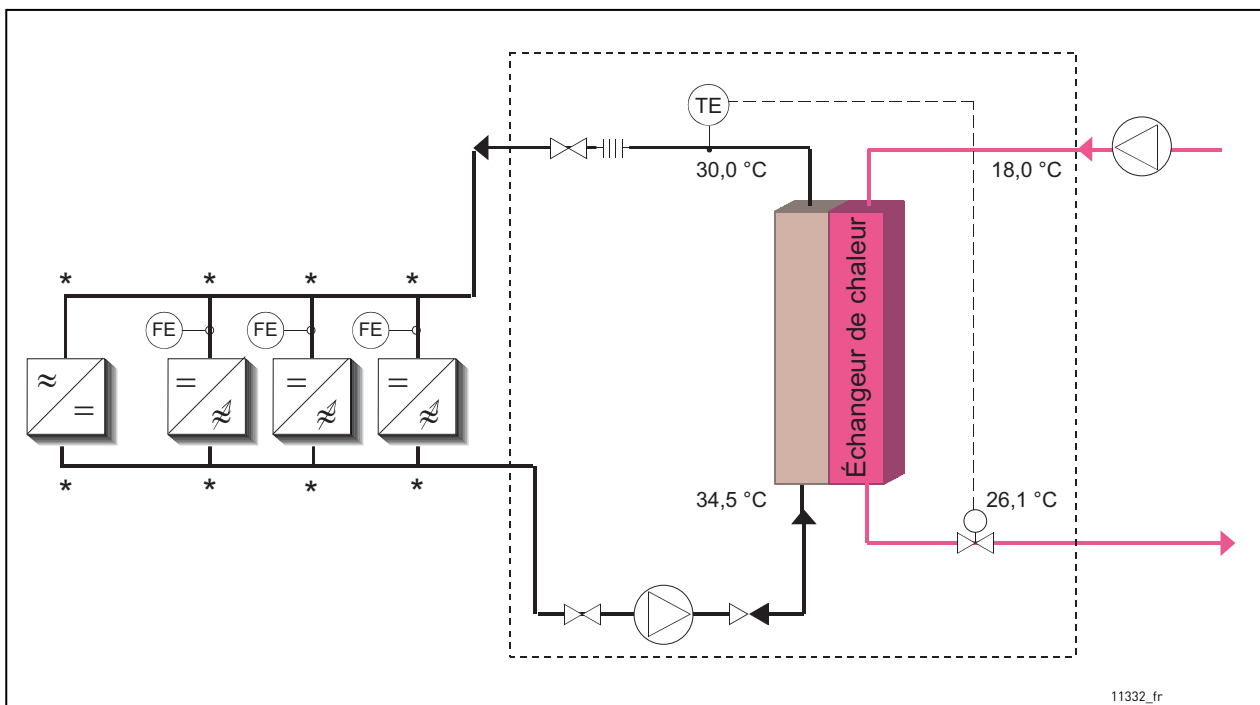 TE
30,0 °C
18,0 °C
* * * *
FE FE FE
≈ = = =
= ≈ ≈ ≈
* * * *
Échangeur de chaleur
34,5 °C
26,1 °C
11332_fr